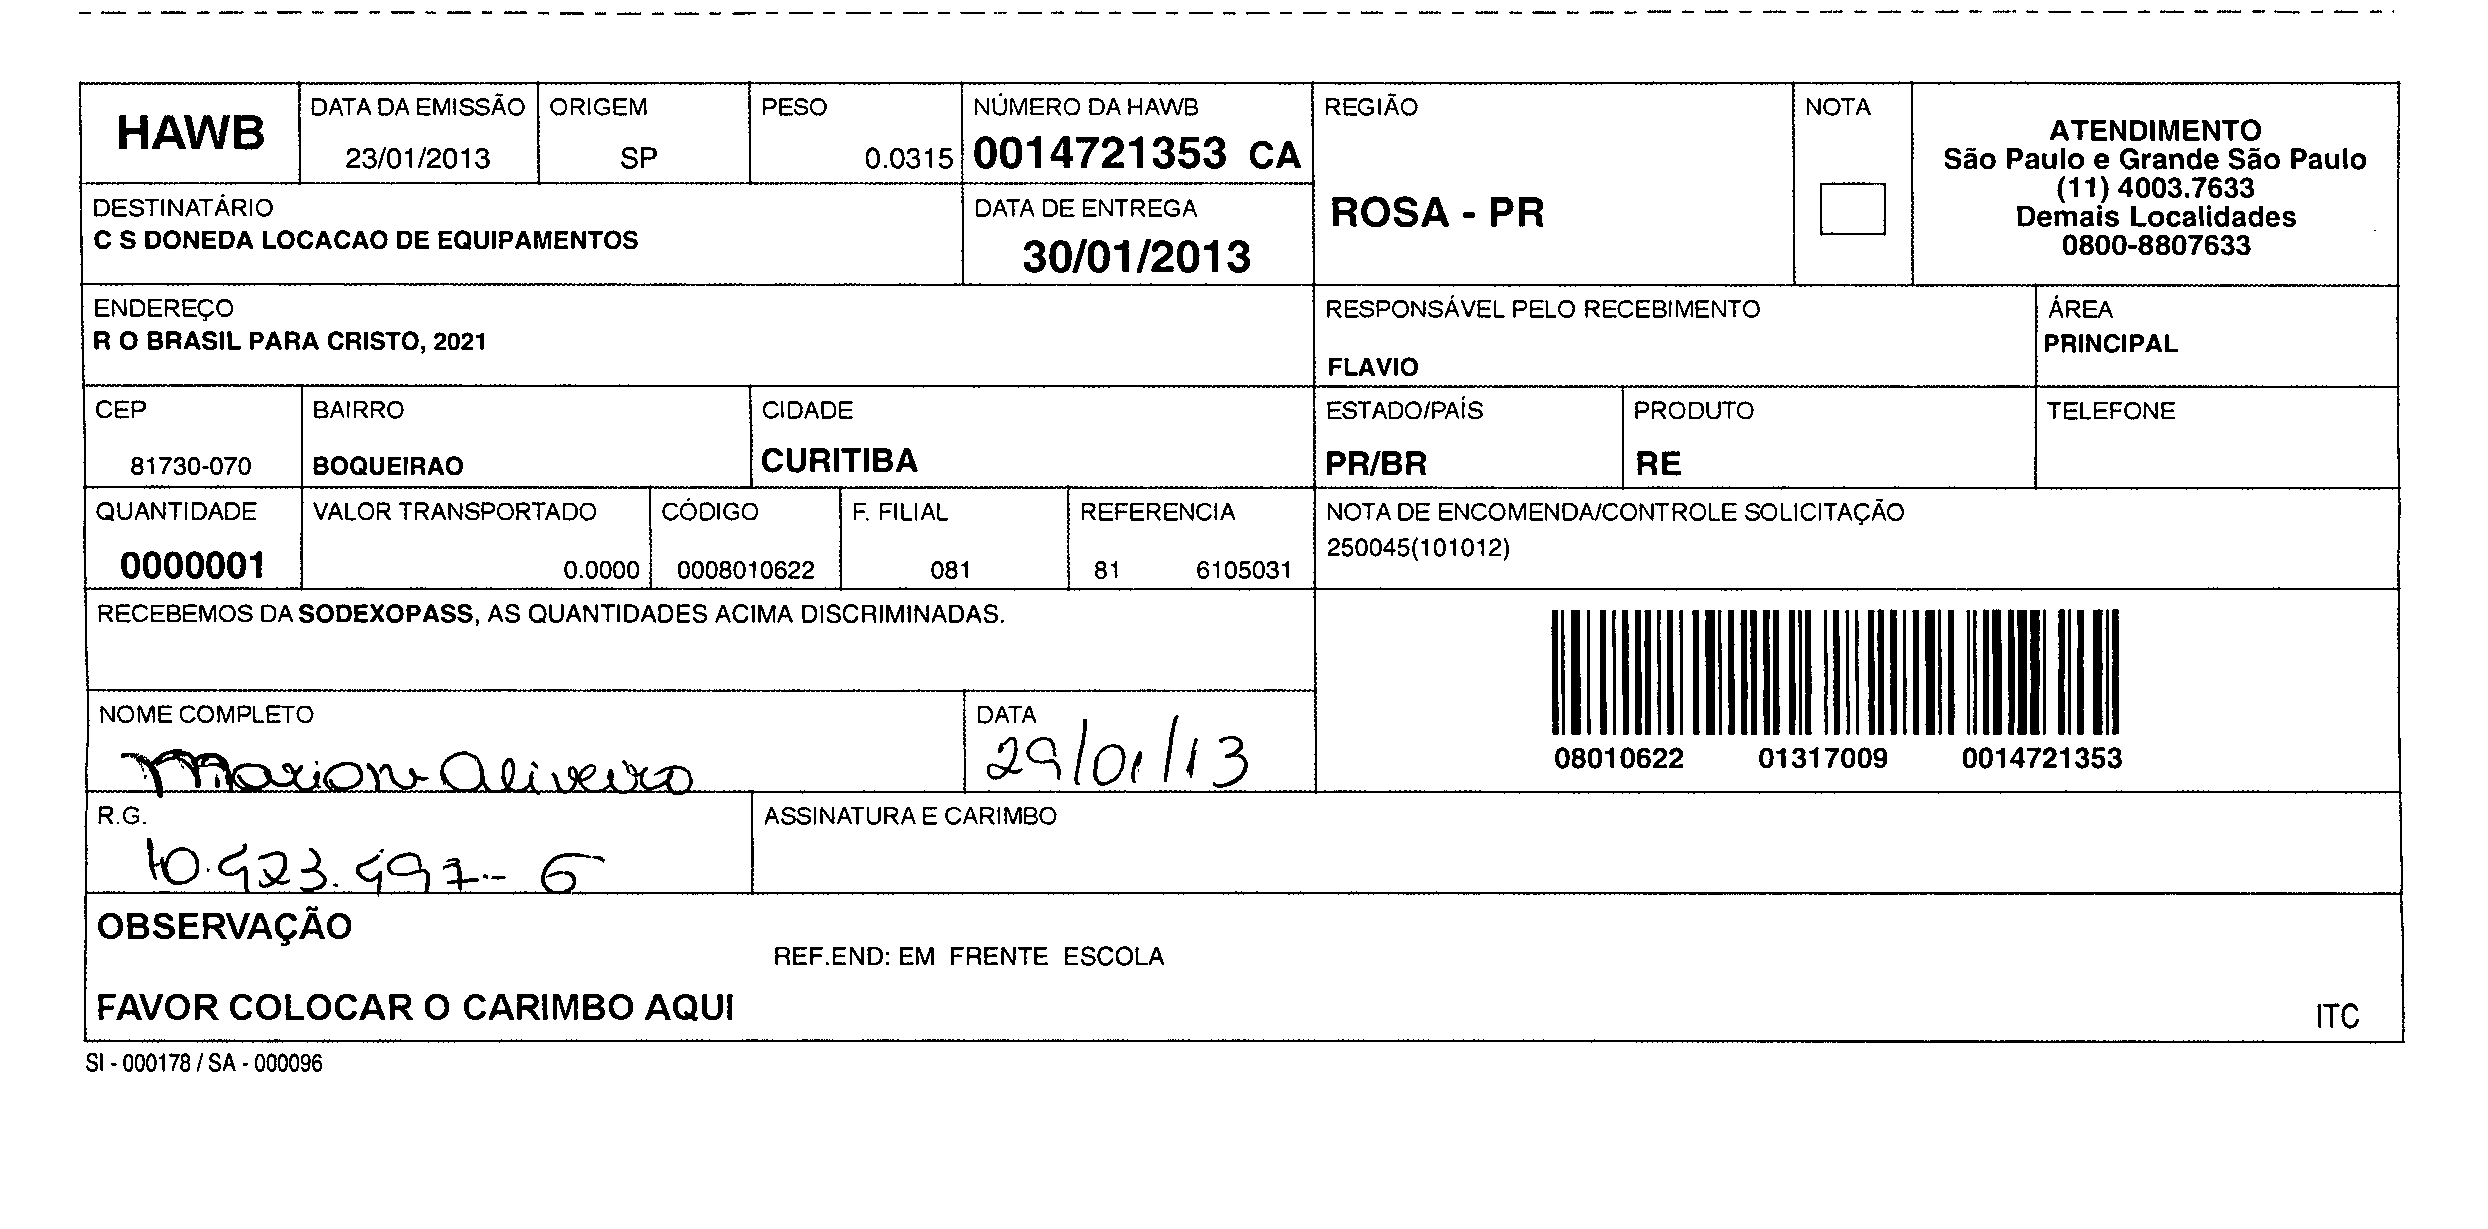 HAWB
DATA DA EMISSÃO
23/01/2013
ORIGEM
SP
PESO
0.0315
NÚMERO DA HAWB
0014721353 CA
REGIÃO
ROSA - PR
NOTA
ATENDIMENTO
São Paulo e Grande São Paulo
(11) 4003.7633
Demais Localidades
0800-8807633
DESTINATÁRIO
C S DONEDA LOCACAO DE EQUIPAMENTOS
DATA DE ENTREGA
30/01/2013
ENDEREÇO
R O BRASIL PARA CRISTO, 2021
RESPONSÁVEL PELO RECEBIMENTO
FLAVIO
ÁREA
PRINCIPAL
CEP
81730-070
BAIRRO
BOQUEIRAO
CIDADE
CURITIBA
ESTADO/PAÍS
PR/BR
PRODUTO
RE
TELEFONE
QUANTIDADE
0000001
VALOR TRANSPORTADO
0.0000
CÓDIGO
0008010622
F. FILIAL
081
REFERENCIA
81 6105031
NOTA DE ENCOMENDA/CONTROLE SOLICITAÇÃO
250045(101012)
RECEBEMOS DA SODEXOPASS, AS QUANTIDADES ACIMA DISCRIMINADAS.
08010622 01317009 0014721353
NOME COMPLETO
Oliveira
DATA
29/01/13
R.G.
ASSINATURA E CARIMBO
OBSERVAÇÃO
REF.END: EM FRENTE ESCOLA
FAVOR COLOCAR O CARIMBO AQUI
ITC
SI - 000178 / SA - 000096